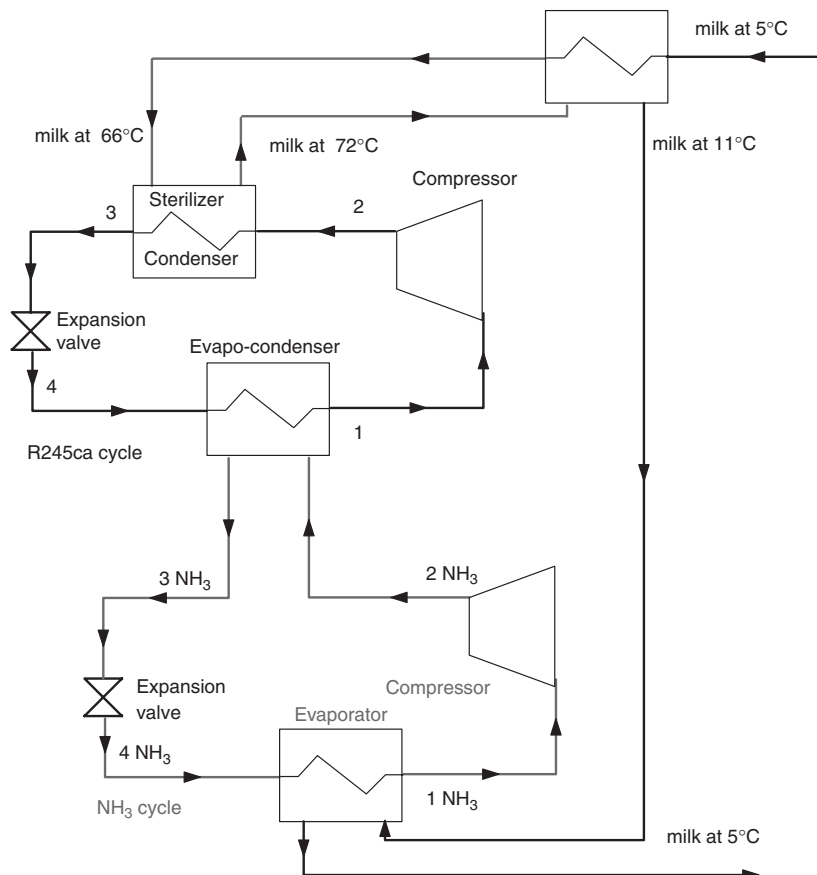 milk at 5°C
milk at 66°C
milk at 72°C
milk at 11°C
Compressor
Sterilizer
3
2
Condenser
Expansion
valve
Evapo-condenser
4
1
R245ca cycle
3 NH₃
2 NH₃
Expansion
valve
Compressor
Evaporator
4 NH₃
1 NH₃
NH₃ cycle
milk at 5°C